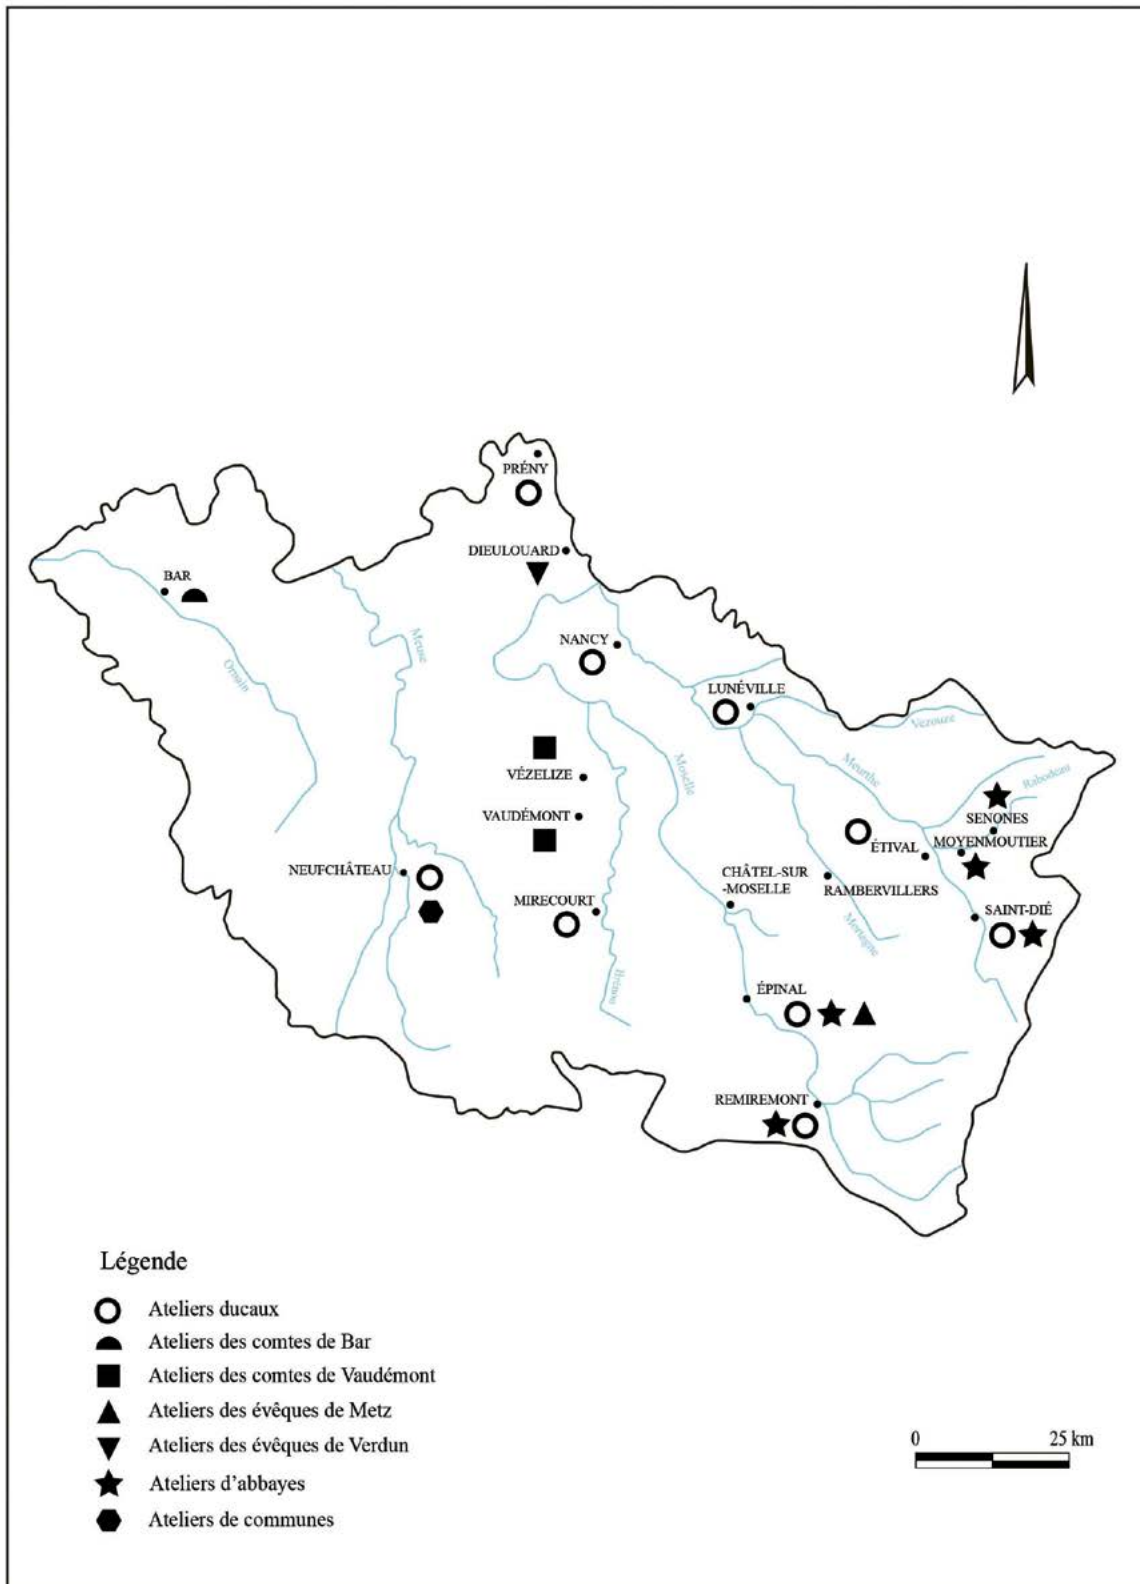 PRÉNY
DIEULOUARD
BAR
Ornain
Meuse
NANCY
LUNÉVILLE
Vezouze
Meurthe
Moselle
Rabodeau
SENONES
MOYENMOUTIER
ÉTIVAL
VÉZELIZE
VAUDÉMONT
NEUFCHÂTEAU
MIRECOURT
CHÂTEL-SUR
-MOSELLE
RAMBERVILLERS
Mortagne
SAINT-DIÉ
ÉPINAL
REMIREMONT
Légende
Ateliers ducaux
Ateliers des comtes de Bar
Ateliers des comtes de Vaudémont
Ateliers des évêques de Metz
Ateliers des évêques de Verdun
Ateliers d'abbayes
Ateliers de communes
0 25 km